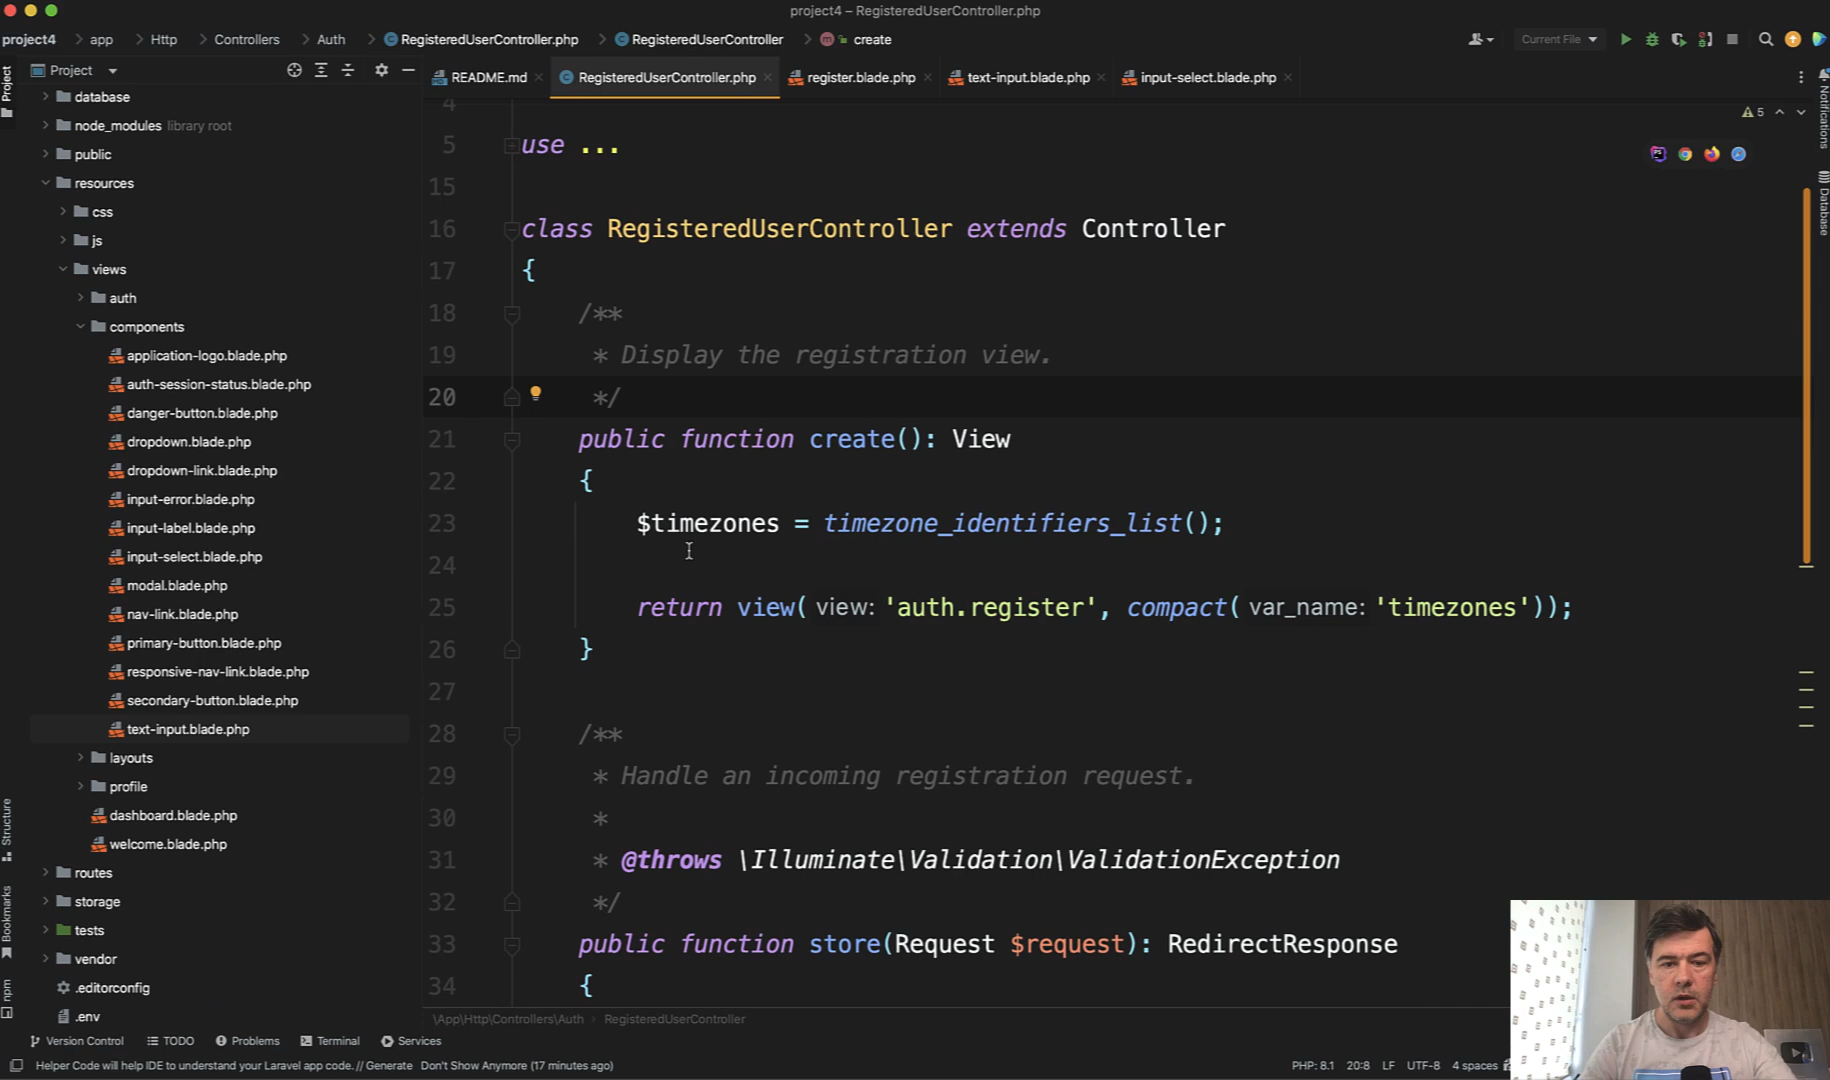 project4 – RegisteredUserController.php
project4 app Http Controllers Auth RegisteredUserController.php RegisteredUserController create
Current File
Project
README.md RegisteredUserController.php register.blade.php text-input.blade.php input-select.blade.php
Project
Notifications
Database
Structure
Bookmarks
npm
database
node_modules library root
public
resources
css
js
views
auth
components
application-logo.blade.php
auth-session-status.blade.php
danger-button.blade.php
dropdown.blade.php
dropdown-link.blade.php
input-error.blade.php
input-label.blade.php
input-select.blade.php
modal.blade.php
nav-link.blade.php
primary-button.blade.php
responsive-nav-link.blade.php
secondary-button.blade.php
text-input.blade.php
layouts
profile
dashboard.blade.php
welcome.blade.php
routes
storage
tests
vendor
.editorconfig
.env
5
4
5 use ...
15
16 class RegisteredUserController extends Controller
17 {
18 /**
19 * Display the registration view.
20 */
21 public function create(): View
22 {
23 $timezones = timezone_identifiers_list();
24
25 return view( view: 'auth.register', compact( var_name: 'timezones'));
26 }
27
28 /**
29 * Handle an incoming registration request.
30 *
31 * @throws \Illuminate\Validation\ValidationException
32 */
33 public function store(Request $request): RedirectResponse
34 {
\App\Http\Controllers\Auth RegisteredUserController
Version Control TODO Problems Terminal Services
Helper Code will help IDE to understand your Laravel app code. // Generate Don't Show Anymore (17 minutes ago)
PHP: 8.1 20:8 LF UTF-8 4 spaces